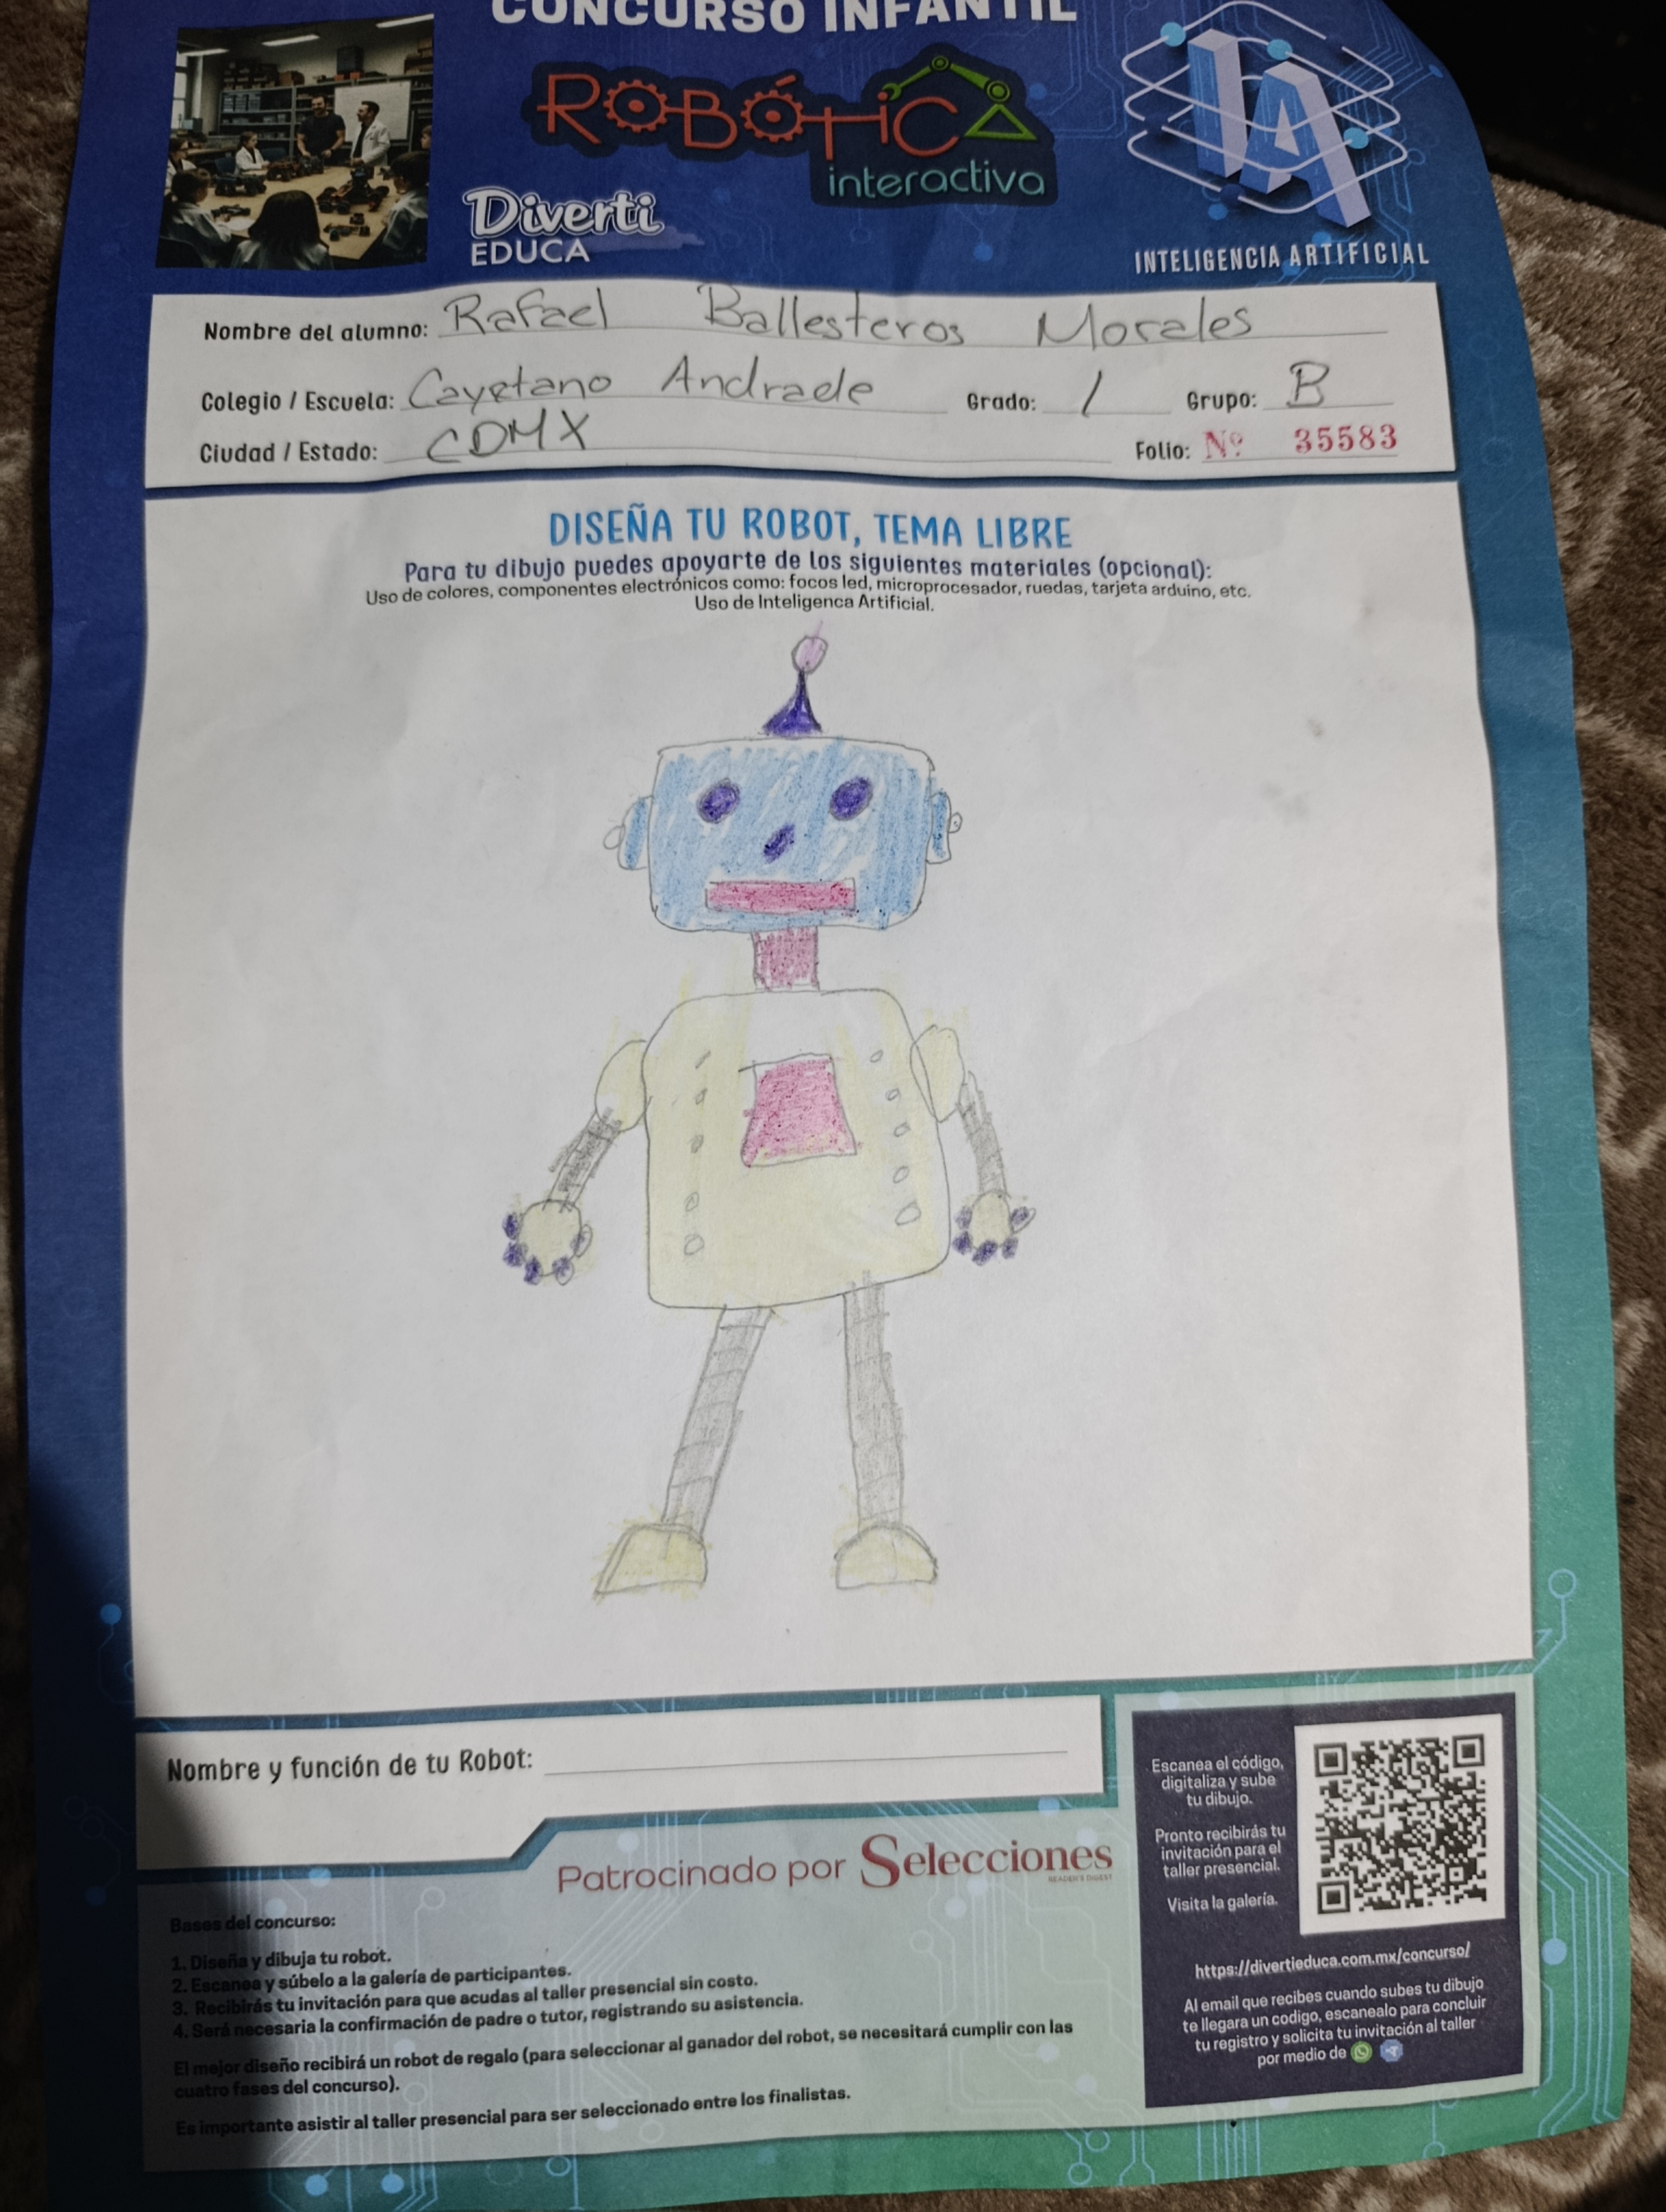 CONCURSO INFANTIL
ROBÓTICA
interactiva
Diverti
EDUCA
IA
INTELIGENCIA ARTIFICIAL
Nombre del alumno: Rafael Ballesteros Morales
Colegio / Escuela: Cayetano Andrade Grado: 1 Grupo: B
Ciudad / Estado: CDMX Folio: Nº 35583
DISEÑA TU ROBOT, TEMA LIBRE
Para tu dibujo puedes apoyarte de los siguientes materiales (opcional):
Uso de colores, componentes electrónicos como: focos led, microprocesador, ruedas, tarjeta arduino, etc.
Uso de Inteligenca Artificial.
Nombre y función de tu Robot:
Patrocinado por Selecciones
READER'S DIGEST
Bases del concurso:
1. Diseña y dibuja tu robot.
2. Escanea y súbelo a la galería de participantes.
3. Recibirás tu invitación para que acudas al taller presencial sin costo.
4. Será necesaria la confirmación de padre o tutor, registrando su asistencia.
El mejor diseño recibirá un robot de regalo (para seleccionar al ganador del robot, se necesitará cumplir con las
cuatro fases del concurso).
Es importante asistir al taller presencial para ser seleccionado entre los finalistas.
Escanea el código,
digitaliza y sube
tu dibujo.
Pronto recibirás tu
invitación para el
taller presencial.
Visita la galería.
https://divertieduca.com.mx/concurso/
Al email que recibes cuando subes tu dibujo
te llegara un codigo, escanealo para concluir
tu registro y solicita tu invitación al taller
por medio de